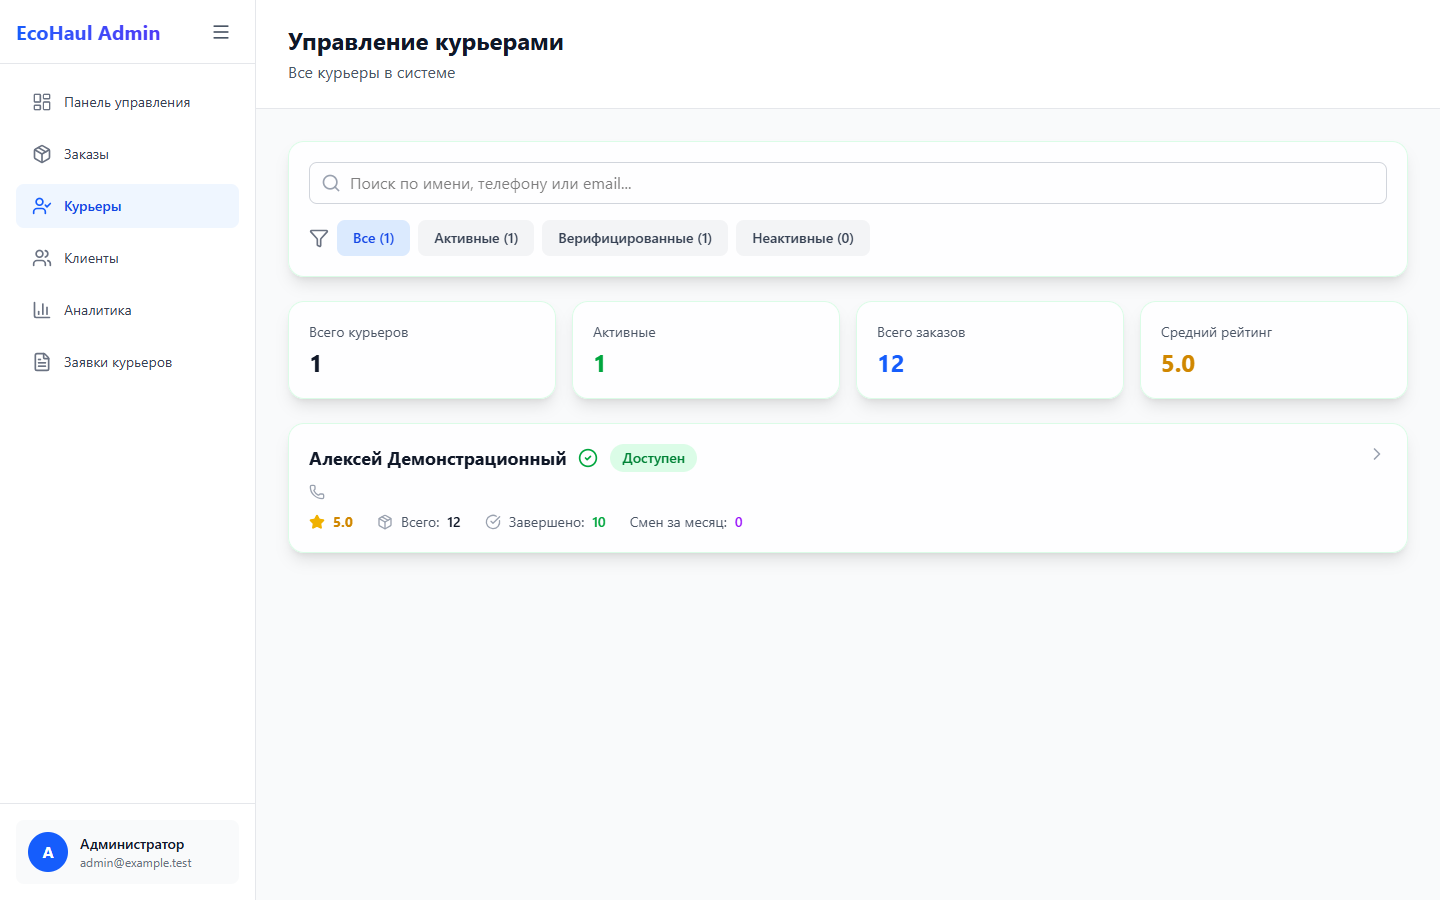 EcoHaul Admin
Панель управления
Заказы
Курьеры
Клиенты
Аналитика
Заявки курьеров
A
Администратор
admin@example.test
Управление курьерами
Все курьеры в системе
Поиск по имени, телефону или email...
Все (1)
Активные (1)
Верифицированные (1)
Неактивные (0)
Всего курьеров
1
Активные
1
Всего заказов
12
Средний рейтинг
5.0
Алексей Демонстрационный
Доступен
5.0
Всего: 12
Завершено: 10
Смен за месяц: 0